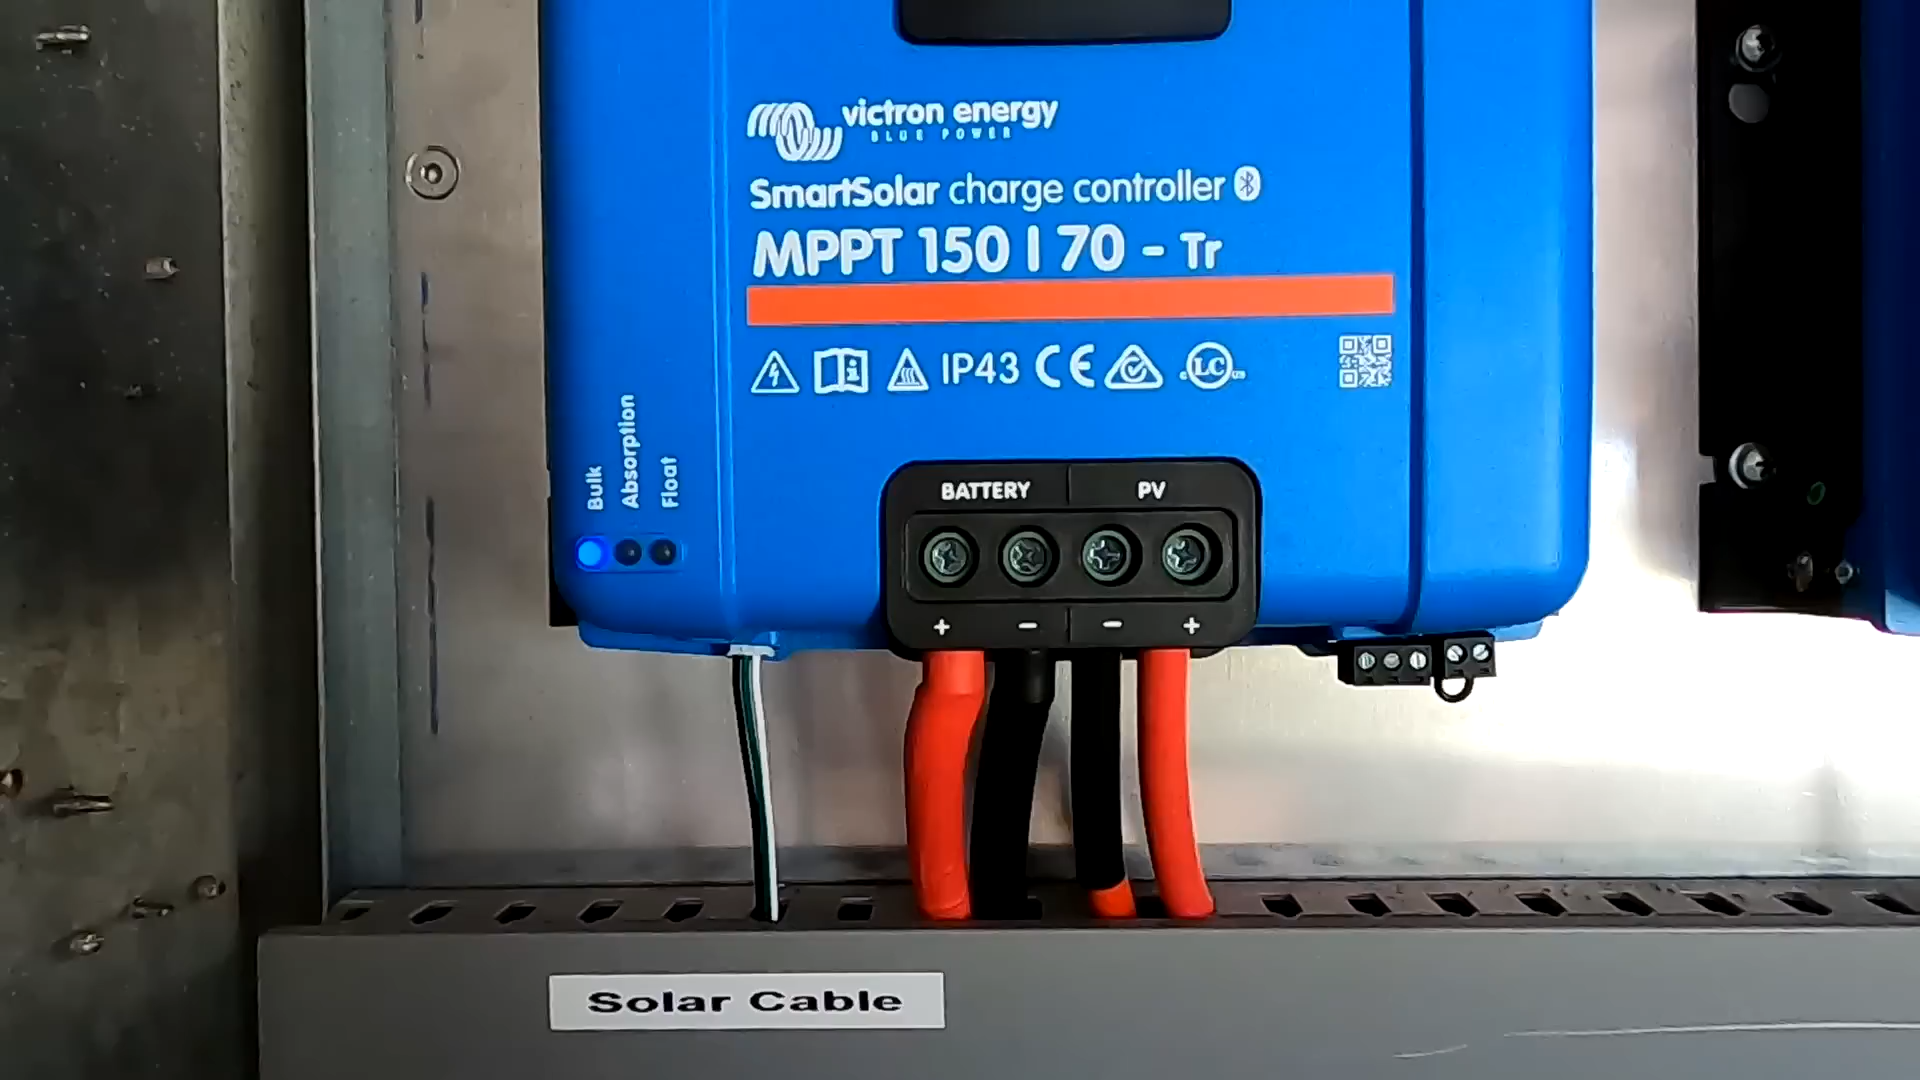 victron energy
BLUE POWER
SmartSolar charge controller
MPPT 150 | 70 - Tr
IP43 CE
LC
Bulk
Absorption
Float
BATTERY PV
+ - - +
Solar Cable